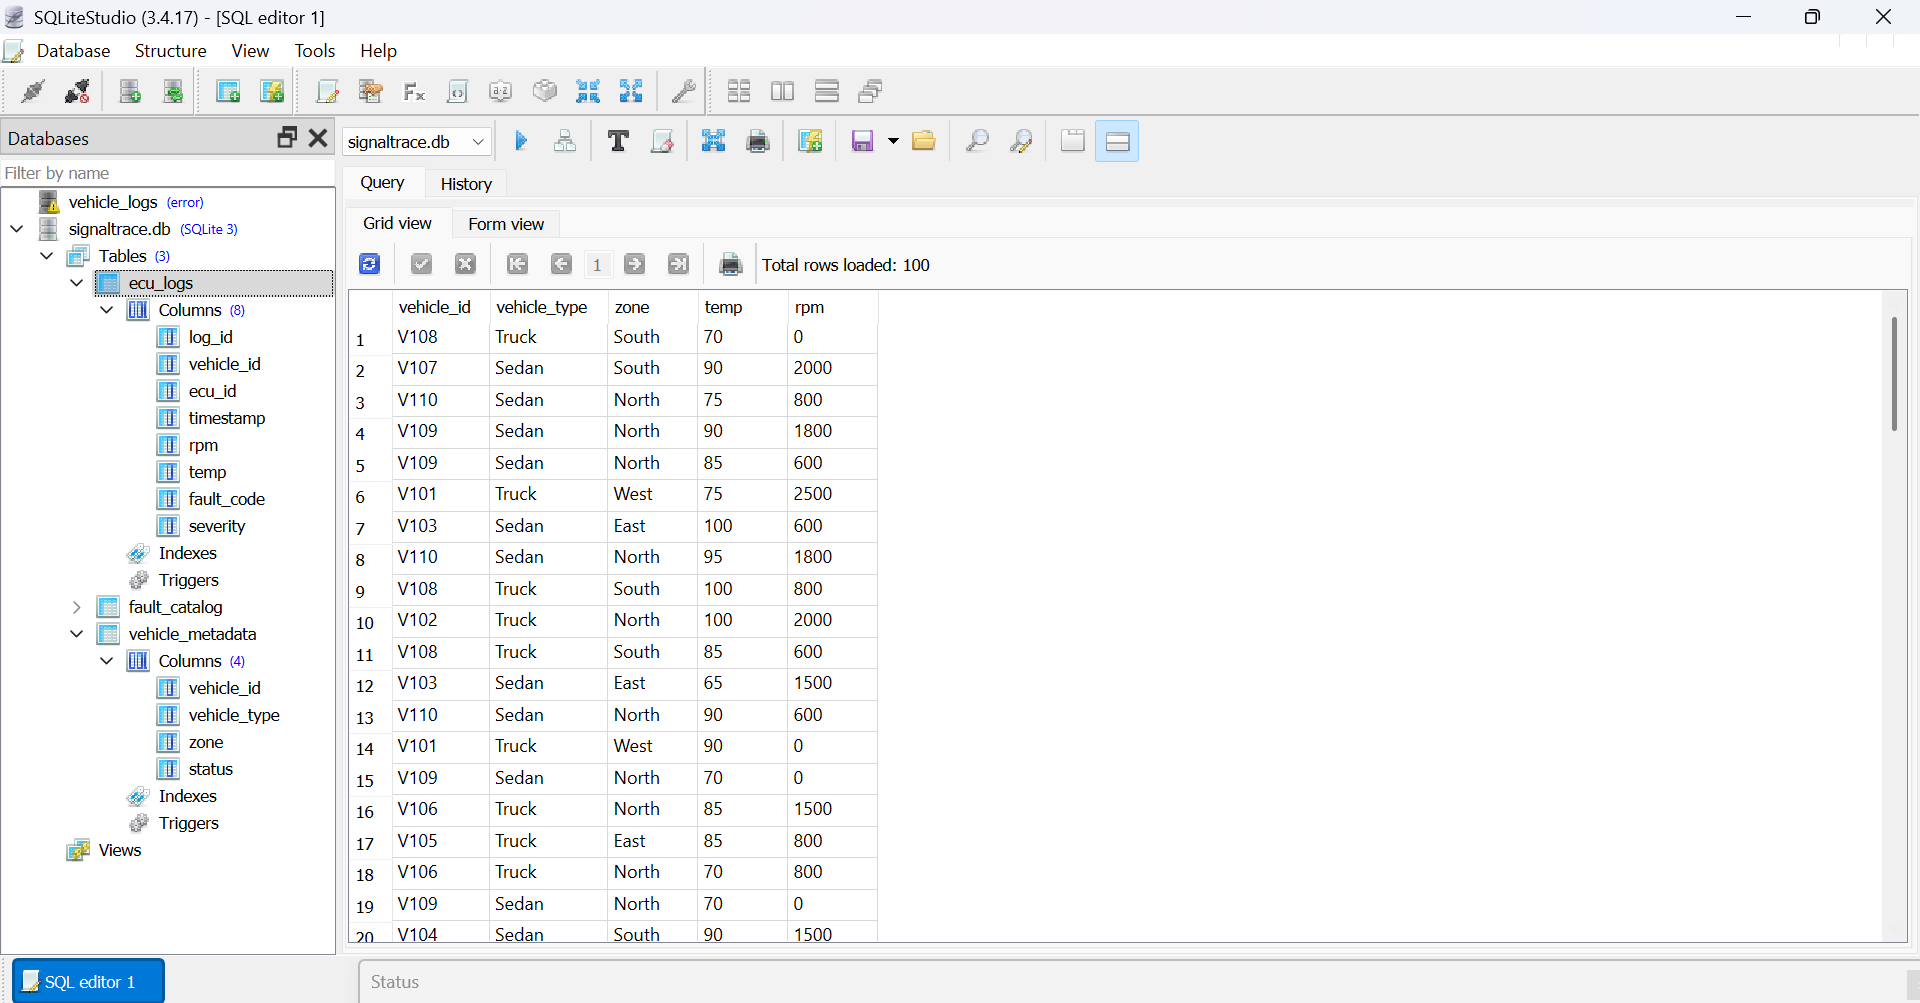 SQLiteStudio (3.4.17) - [SQL editor 1]
Database Structure View Tools Help
Databases
Filter by name
vehicle_logs (error)
signaltrace.db (SQLite 3)
Tables (3)
ecu_logs
Columns (8)
log_id
vehicle_id
ecu_id
timestamp
rpm
temp
fault_code
severity
Indexes
Triggers
fault_catalog
vehicle_metadata
Columns (4)
vehicle_id
vehicle_type
zone
status
Indexes
Triggers
Views
signaltrace.db
Query History
Grid view Form view
1 Total rows loaded: 100
vehicle_id vehicle_type zone temp rpm
1 V108 Truck South 70 0
2 V107 Sedan South 90 2000
3 V110 Sedan North 75 800
4 V109 Sedan North 90 1800
5 V109 Sedan North 85 600
6 V101 Truck West 75 2500
7 V103 Sedan East 100 600
8 V110 Sedan North 95 1800
9 V108 Truck South 100 800
10 V102 Truck North 100 2000
11 V108 Truck South 85 600
12 V103 Sedan East 65 1500
13 V110 Sedan North 90 600
14 V101 Truck West 90 0
15 V109 Sedan North 70 0
16 V106 Truck North 85 1500
17 V105 Truck East 85 800
18 V106 Truck North 70 800
19 V109 Sedan North 70 0
20 V104 Sedan South 90 1500
SQL editor 1
Status